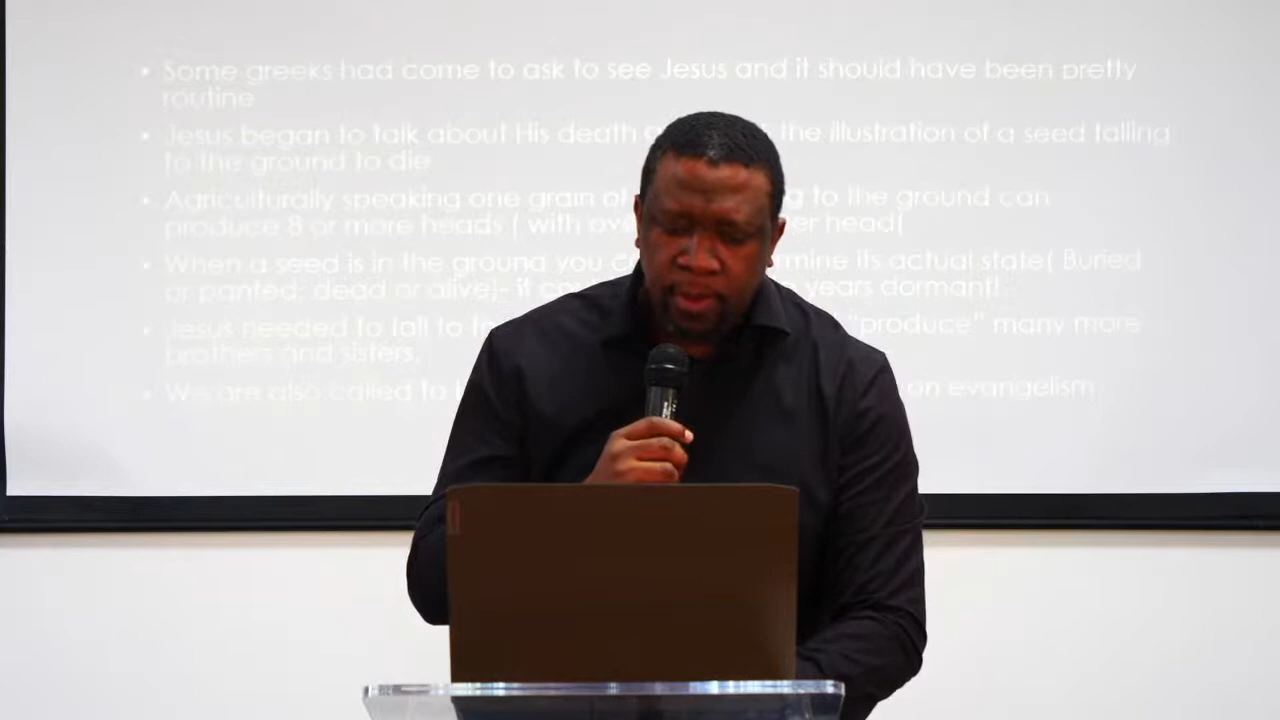 • Some greeks had come to ask to see Jesus and it should have been pretty
routine
• Jesus began to talk about His death the illustration of a seed falling
to the ground to die
• Agriculturally speaking one grain of to the ground can
produce 8 or more heads ( with er head(
• When a seed is in the ground you its actual state( Buried
or panted; dead or alive)- it years dormant!
• Jesus needed to fall to "produce" many more
brothers and sisters.
• We are also called to on evangelism